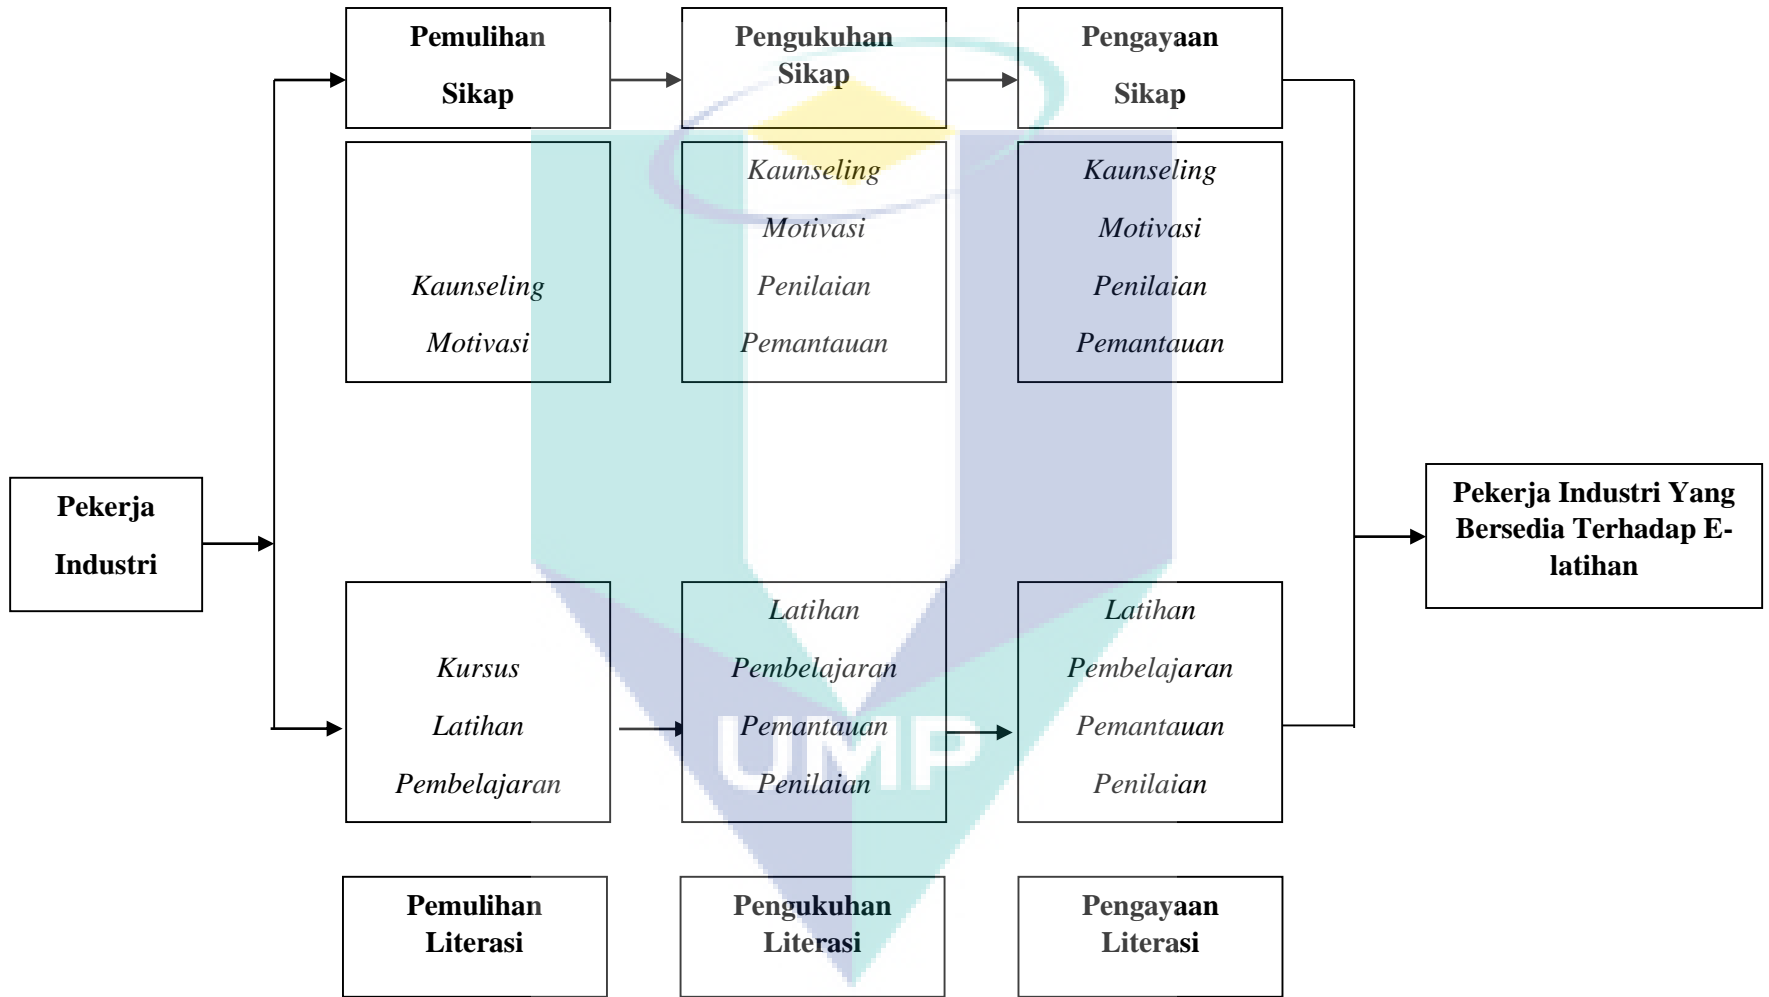 Pemulihan
Sikap
Pengukuhan
Sikap
Pengayaan
Sikap
Kaunseling
Motivasi
Kaunseling
Motivasi
Penilaian
Pemantauan
Kaunseling
Motivasi
Penilaian
Pemantauan
Pekerja
Industri
Pekerja Industri Yang
Bersedia Terhadap E-
latihan
Kursus
Latihan
Pembelajaran
Latihan
Pembelajaran
Pemantauan
Penilaian
Latihan
Pembelajaran
Pemantauan
Penilaian
UMP
Pemulihan
Literasi
Pengukuhan
Literasi
Pengayaan
Literasi